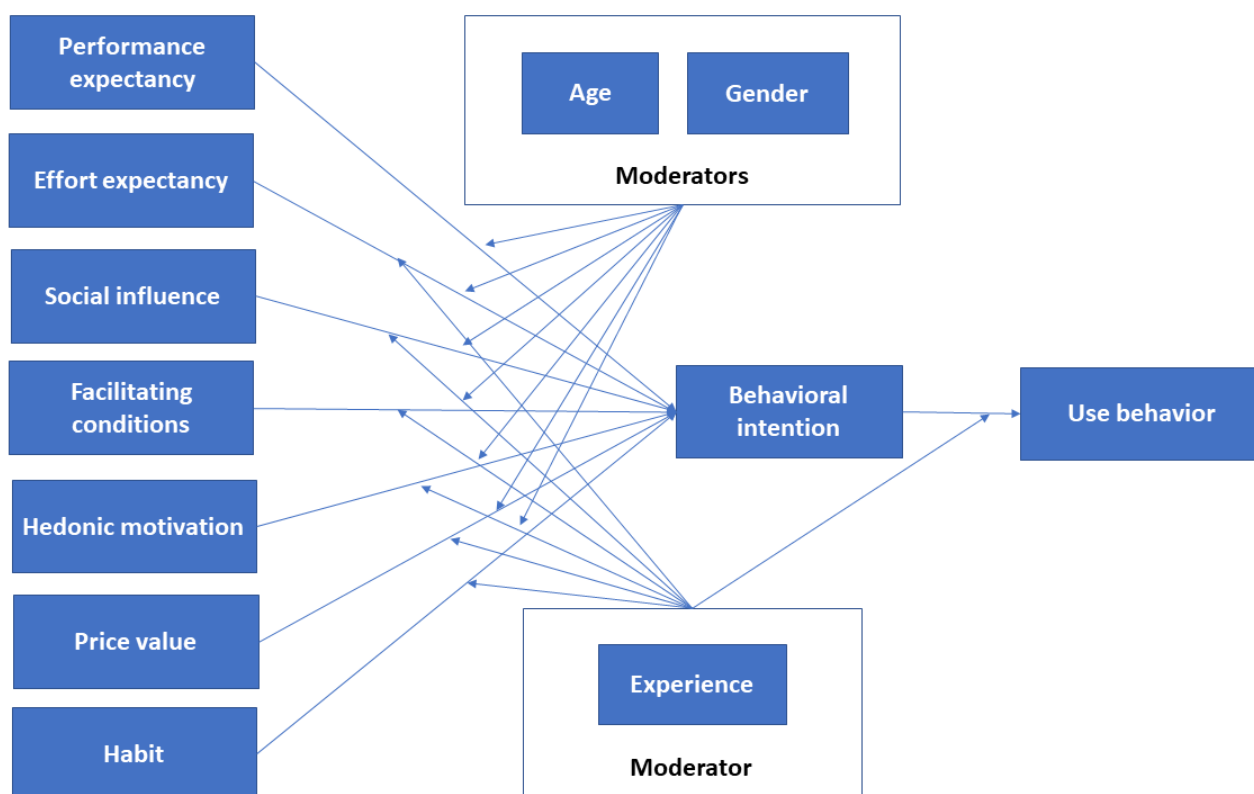 Performance
expectancy
Effort expectancy
Social influence
Facilitating
conditions
Hedonic motivation
Price value
Habit
Age
Gender
Moderators
Behavioral
intention
Use behavior
Experience
Moderator